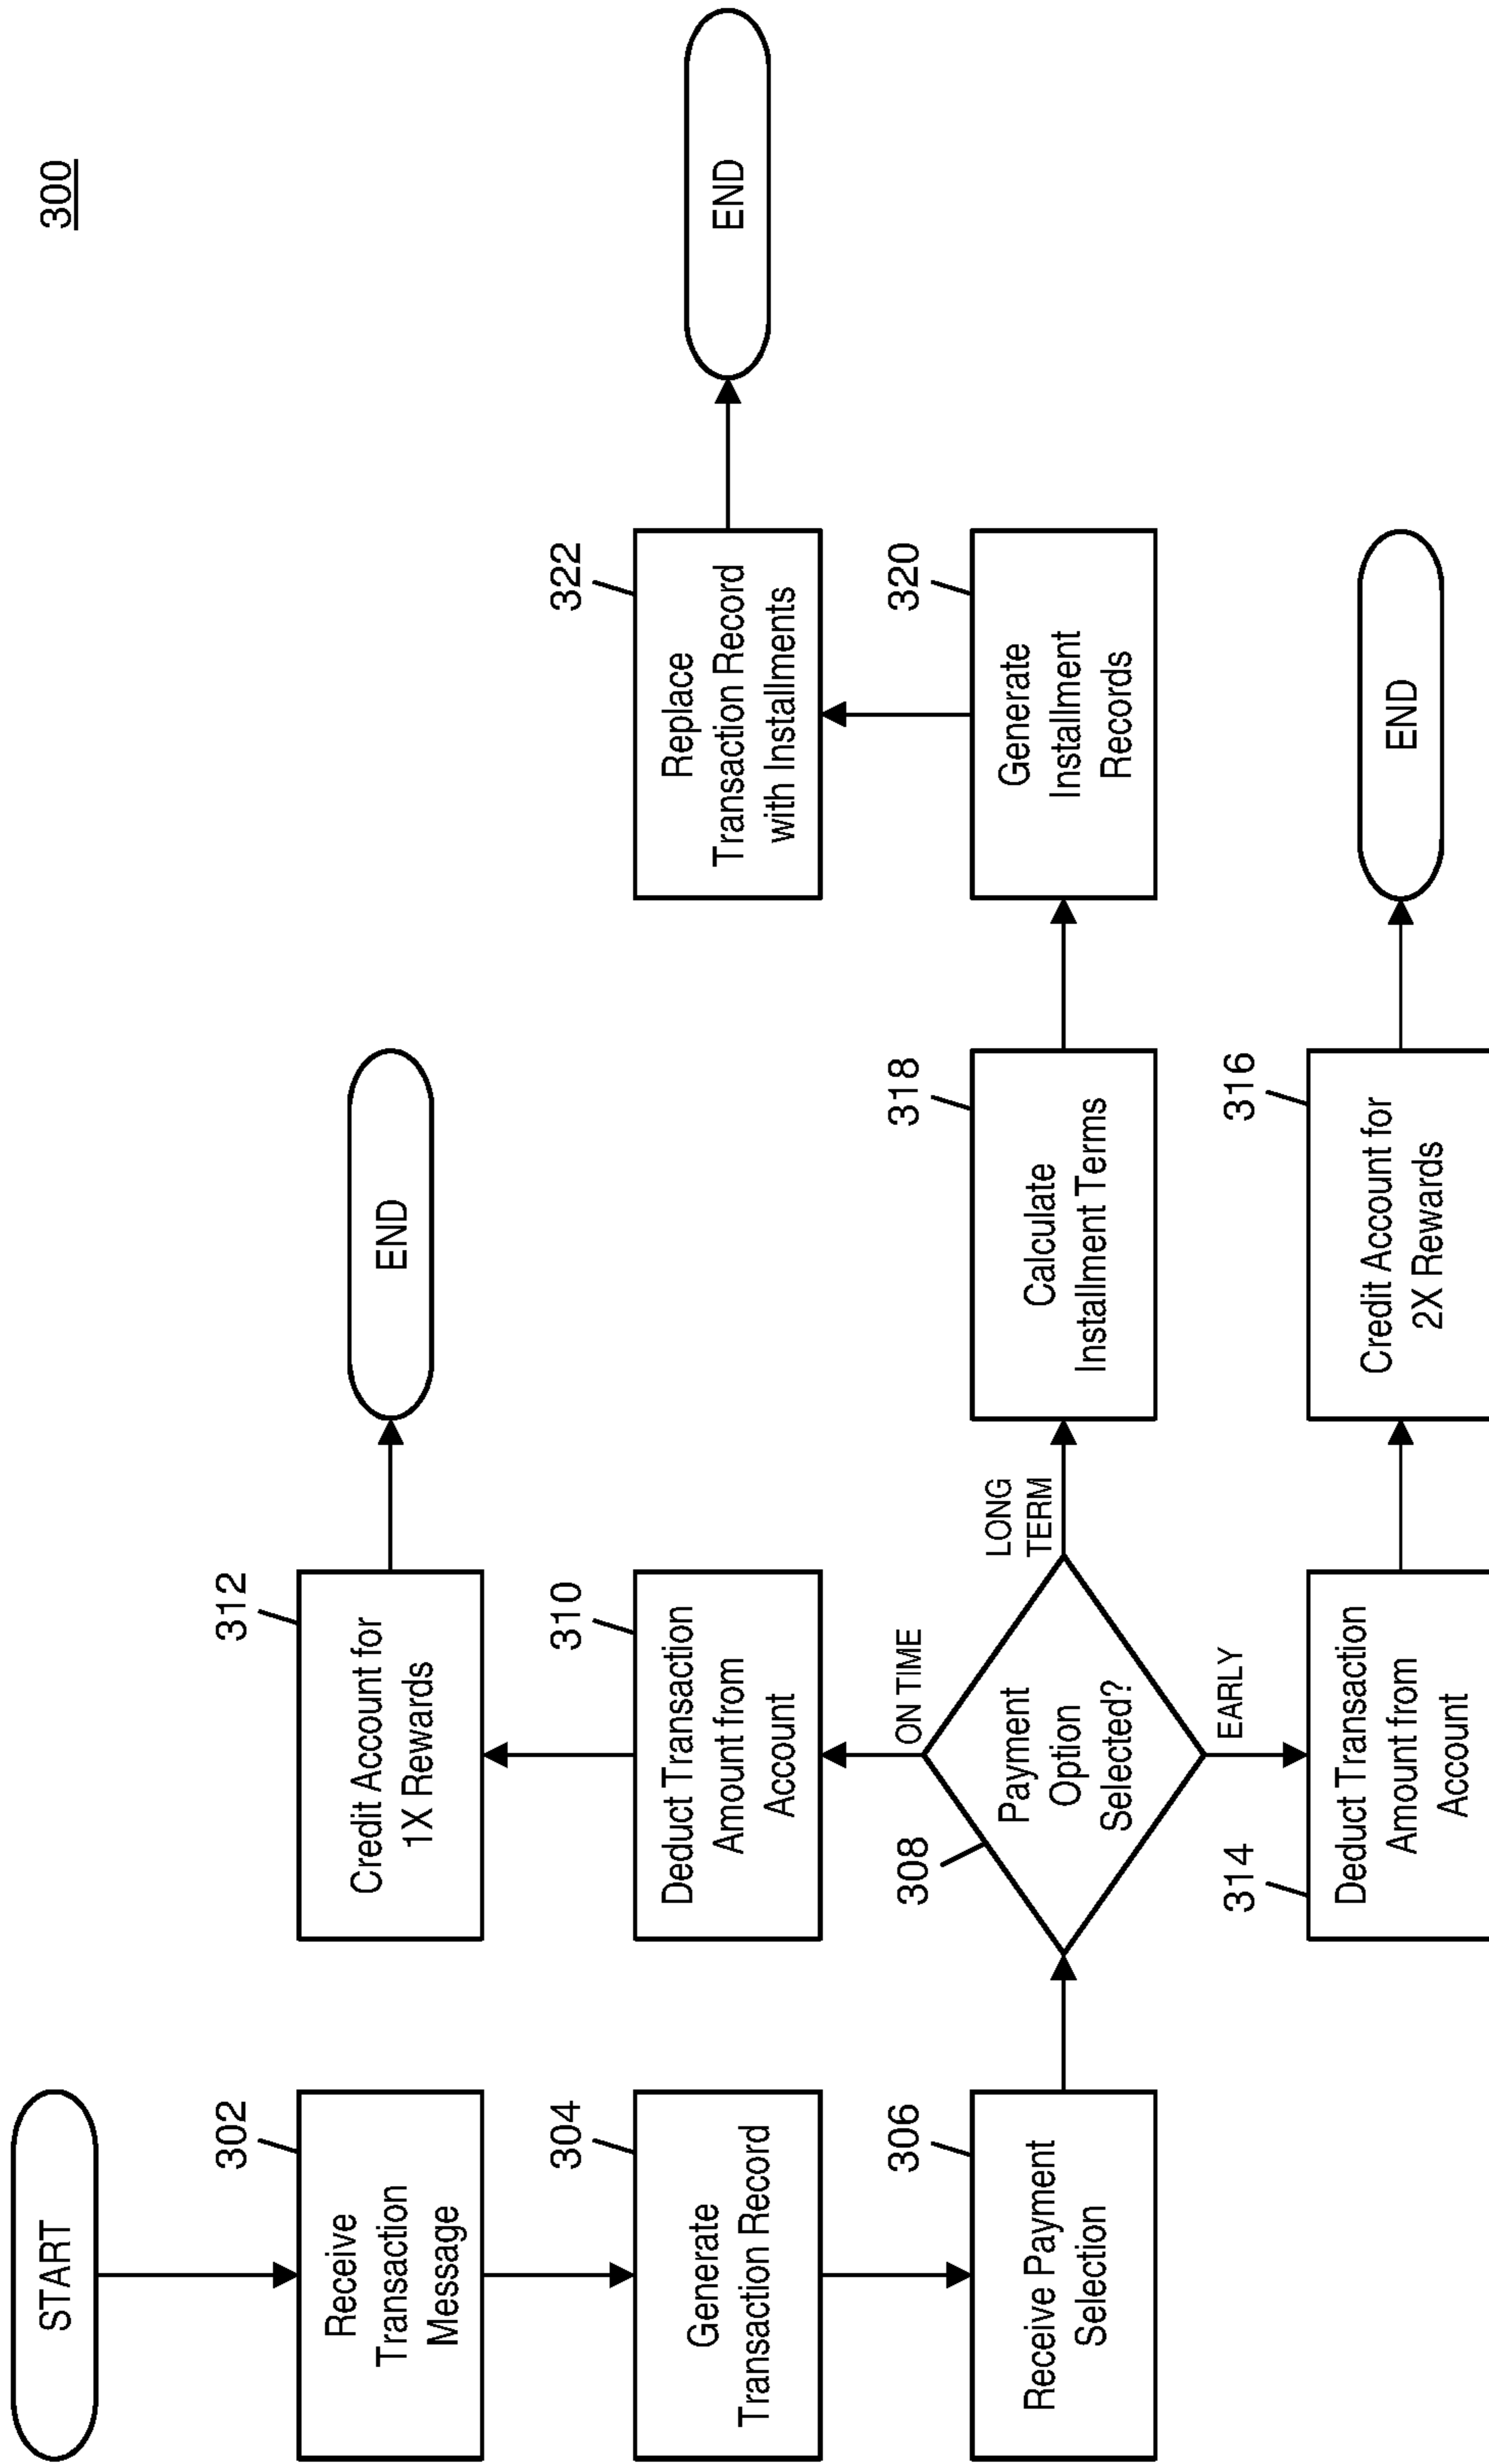 300
START
302
Receive
Transaction
Message
304
Generate
Transaction Record
306
Receive Payment
Selection
308
Payment
Option
Selected?
ON TIME
310
Deduct Transaction
Amount from
Account
312
Credit Account for
1X Rewards
END
LONG
TERM
318
Calculate
Installment Terms
320
Generate
Installment
Records
322
Replace
Transaction Record
with Installments
END
EARLY
314
Deduct Transaction
Amount from
Account
316
Credit Account for
2X Rewards
END